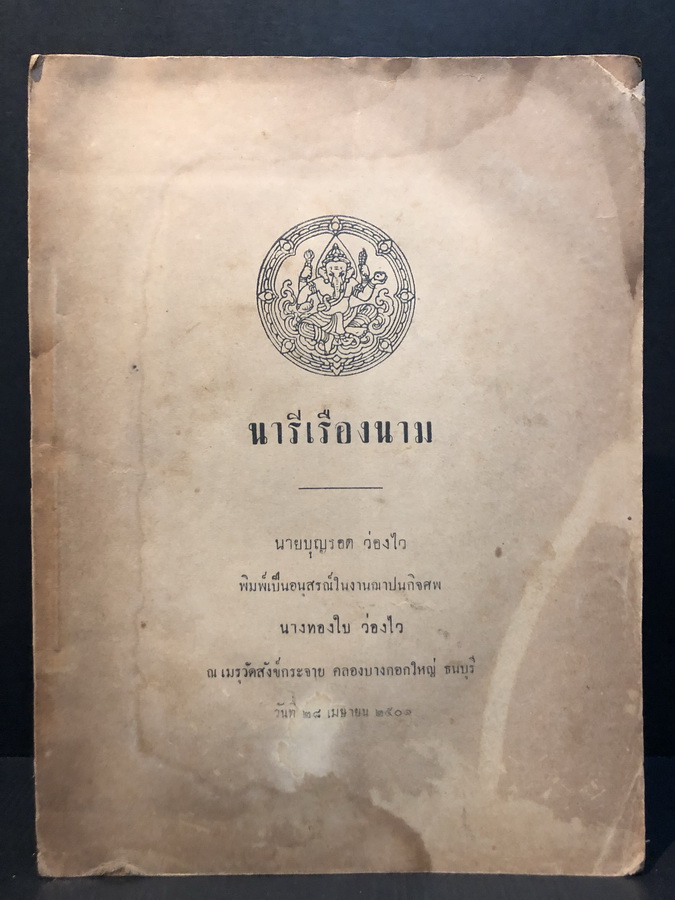 นารีเรืองนาม
นายบุญรอด ว่องไว
พิมพ์เป็นอนุสรณ์ในงานฌาปนกิจศพ
นางทองใบ ว่องไว
ณ เมรุวัดสังข์กระจาย คลองบางกอกใหญ่ ธนบุรี
วันที่ ๒๘ เมษายน ๒๕๐๑